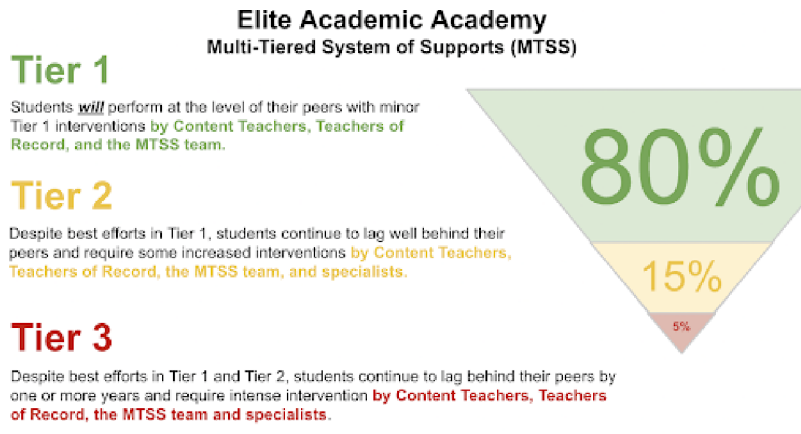 Elite Academic Academy
Multi-Tiered System of Supports (MTSS)
Tier 1
Students will perform at the level of their peers with minor
Tier 1 interventions by Content Teachers, Teachers of
Record, and the MTSS team.
80%
Tier 2
Despite best efforts in Tier 1, students continue to lag well behind their
peers and require some increased interventions by Content Teachers,
Teachers of Record, the MTSS team, and specialists.
15%
Tier 3
5%
Despite best efforts in Tier 1 and Tier 2, students continue to lag behind their peers by
one or more years and require intense intervention by Content Teachers, Teachers
of Record, the MTSS team and specialists.